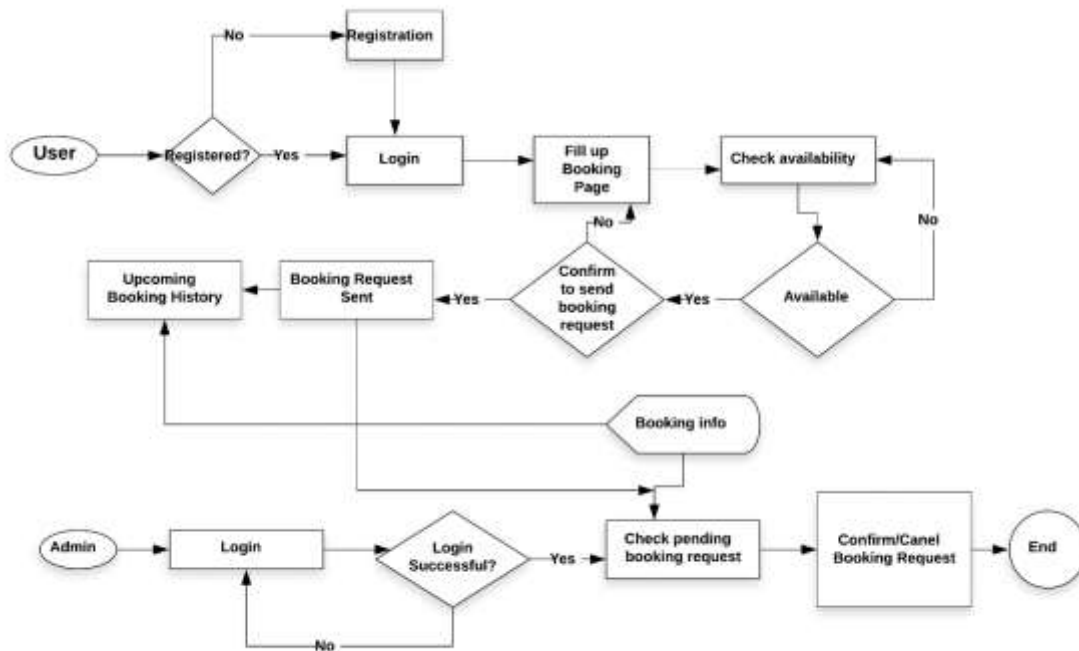 No
Registration
User
Registered?
Yes
Login
Fill up
Booking
Page
Check availability
No
No
Upcoming
Booking History
Booking Request
Sent
Yes
Confirm
to send
booking
request
Yes
Available
Booking info
Admin
Login
Login
Successful?
Yes
Check pending
booking request
Confirm/Canel
Booking Request
End
No